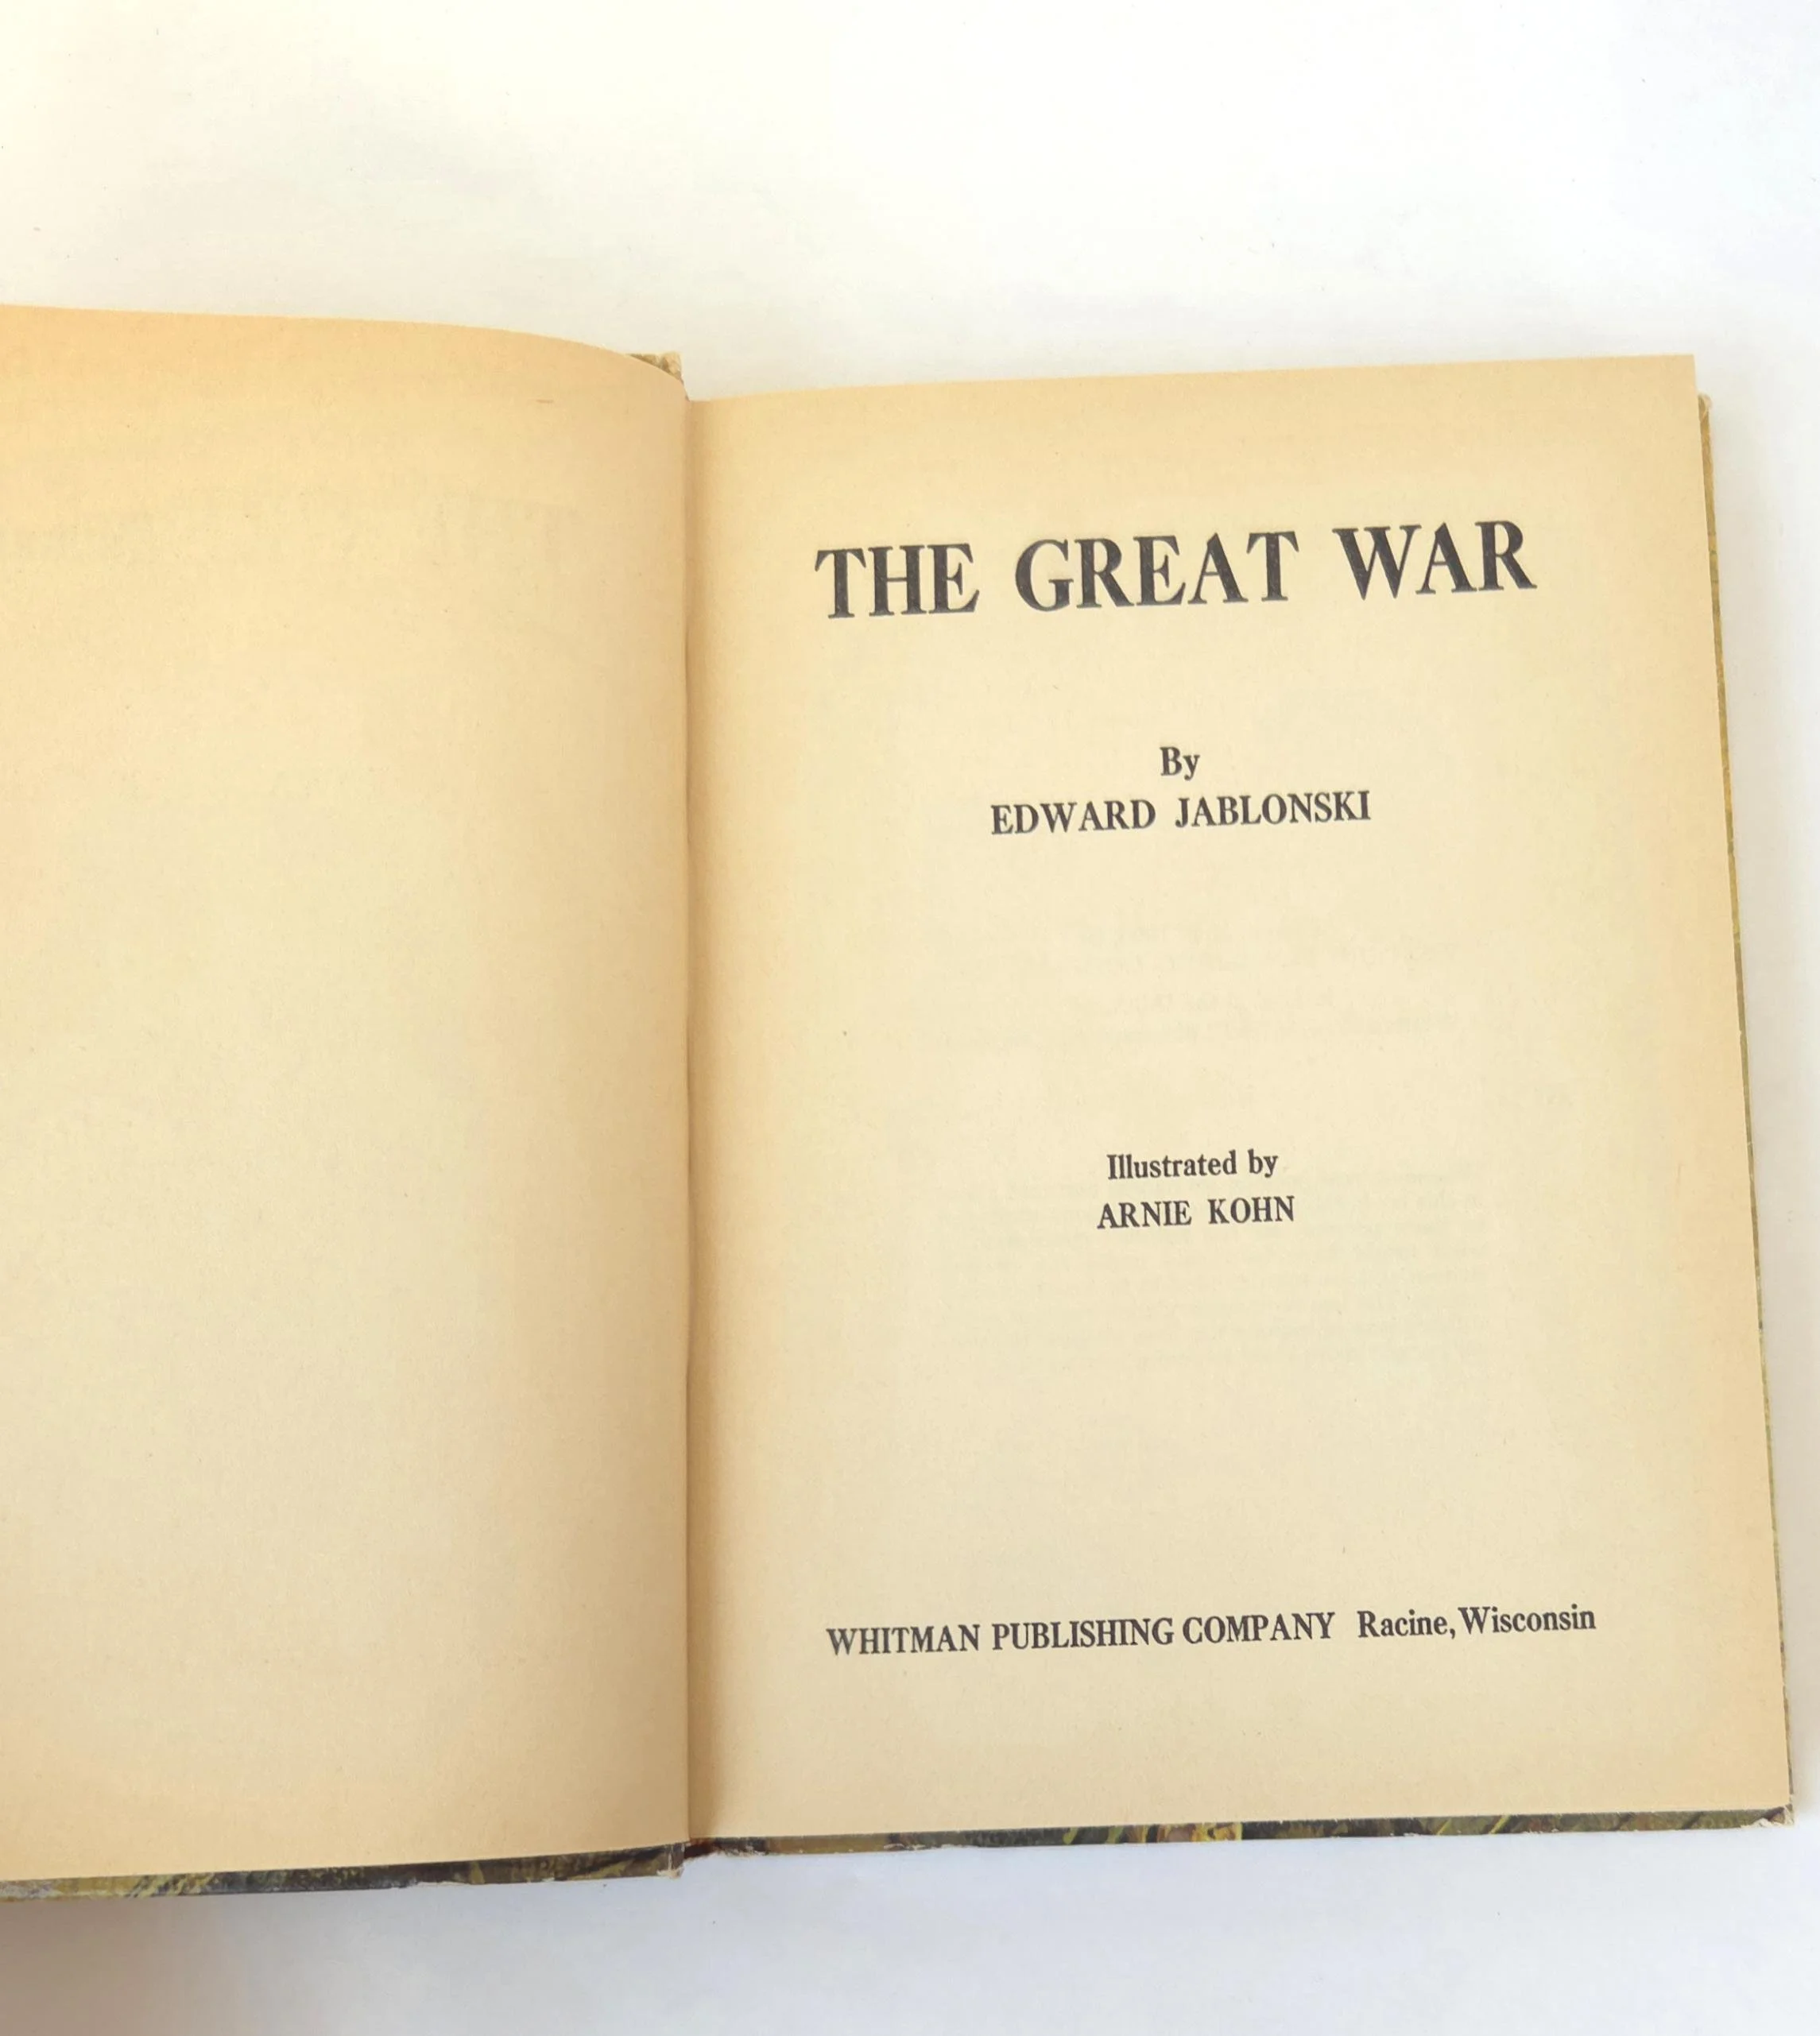 THE GREAT WAR
By
EDWARD JABLONSKI
Illustrated by
ARNIE KOHN
WHITMAN PUBLISHING COMPANY Racine, Wisconsin